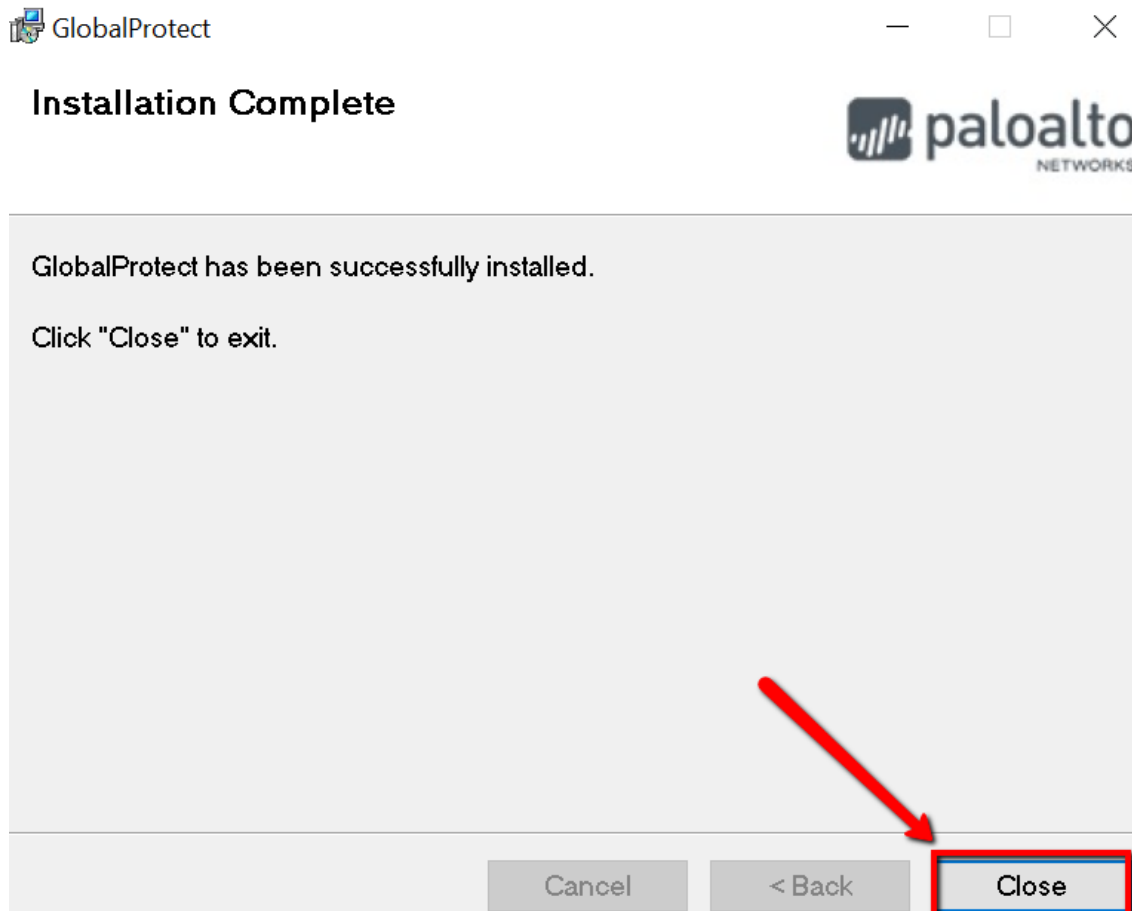 GlobalProtect
Installation Complete
paloalto
NETWORKS
GlobalProtect has been successfully installed.
Click "Close" to exit.
Cancel
< Back
Close